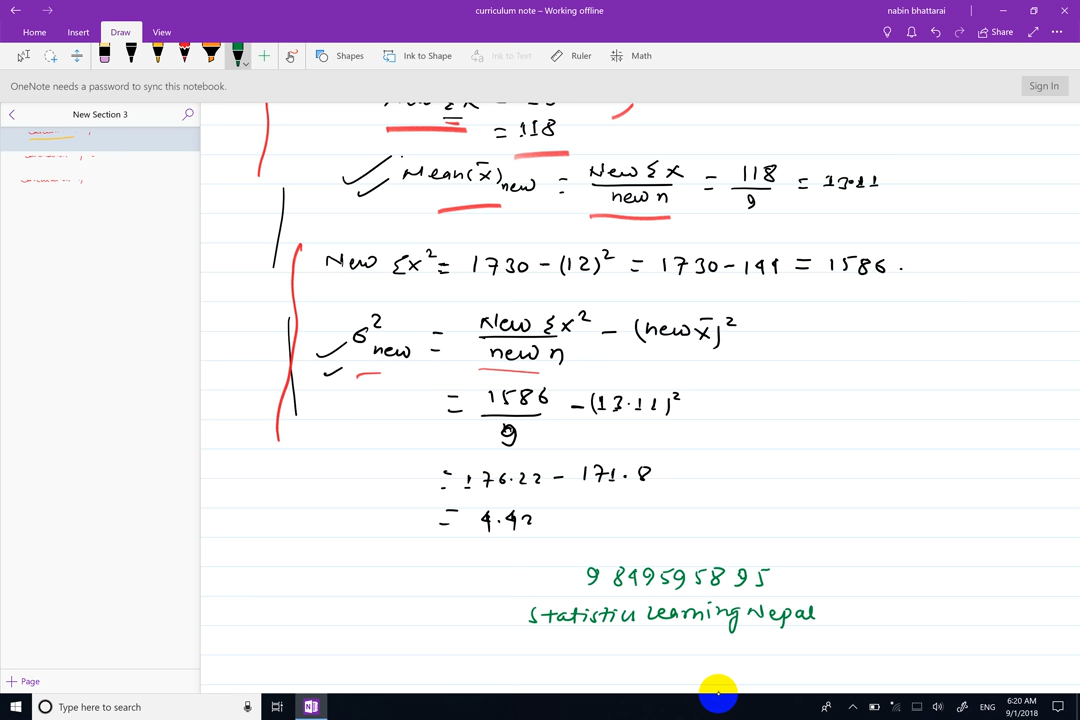 curriculum note – Working offline
nabin bhattarai
Home Insert Draw View
Share
Shapes Ink to Shape Ink to Text Ruler Math
OneNote needs a password to sync this notebook.
Sign In
New Section 3
= 118
Mean(x̄)new = New Σx / new n = 118 / 9 = 13.11
New Σx² = 1730 – (12)² = 1730 – 144 = 1586.
σ²new = New Σx² / new n – (new x̄)²
= 1586 / 9 – (13.11)²
= 176.22 – 171.8
= 4.42
9849595895
Statistics Learning Nepal
+ Page
Type here to search
ENG
6:20 AM
9/1/2018